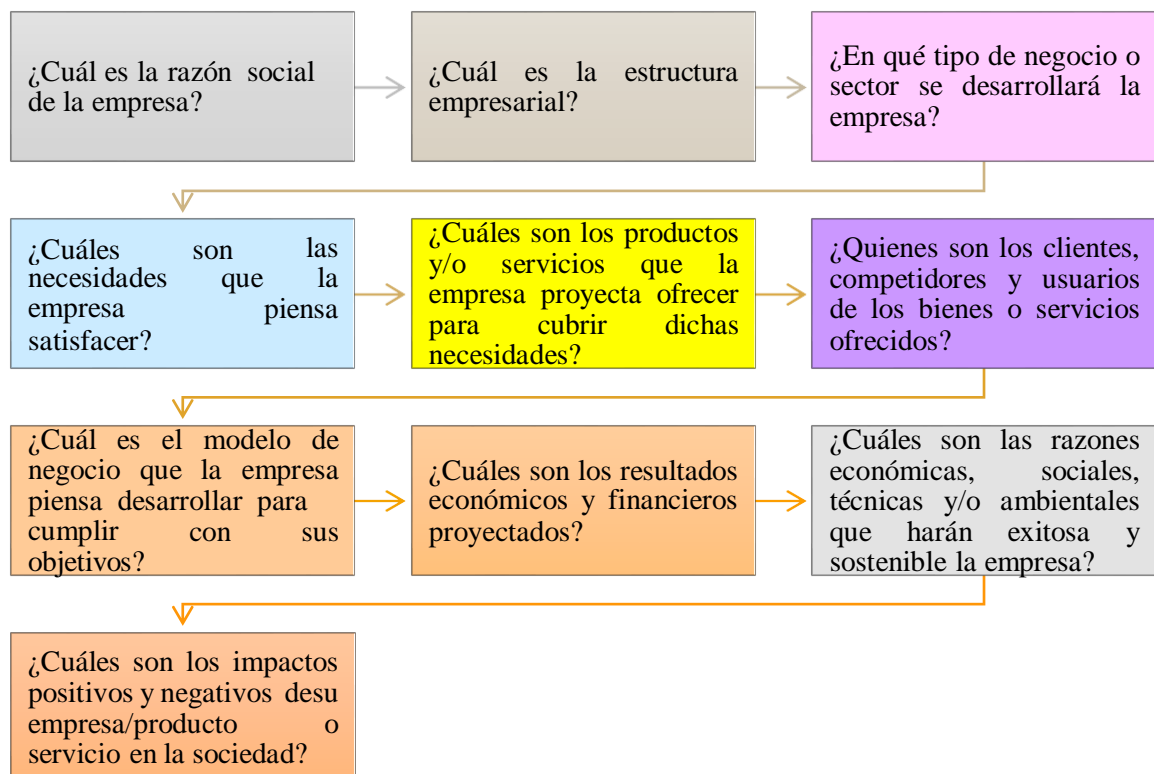 ¿Cuál es la razón social
de la empresa?
¿Cuál es la estructura
empresarial?
¿En qué tipo de negocio o
sector se desarrollará la
empresa?
¿Cuáles son las
necesidades que la
empresa piensa
satisfacer?
¿Cuáles son los productos
y/o servicios que la
empresa proyecta ofrecer
para cubrir dichas
necesidades?
¿Quienes son los clientes,
competidores y usuarios
de los bienes o servicios
ofrecidos?
¿Cuál es el modelo de
negocio que la empresa
piensa desarrollar para
cumplir con sus
objetivos?
¿Cuáles son los resultados
económicos y financieros
proyectados?
¿Cuáles son las razones
económicas, sociales,
técnicas y/o ambientales
que harán exitosa y
sostenible la empresa?
¿Cuáles son los impactos
positivos y negativos desu
empresa/producto o
servicio en la sociedad?